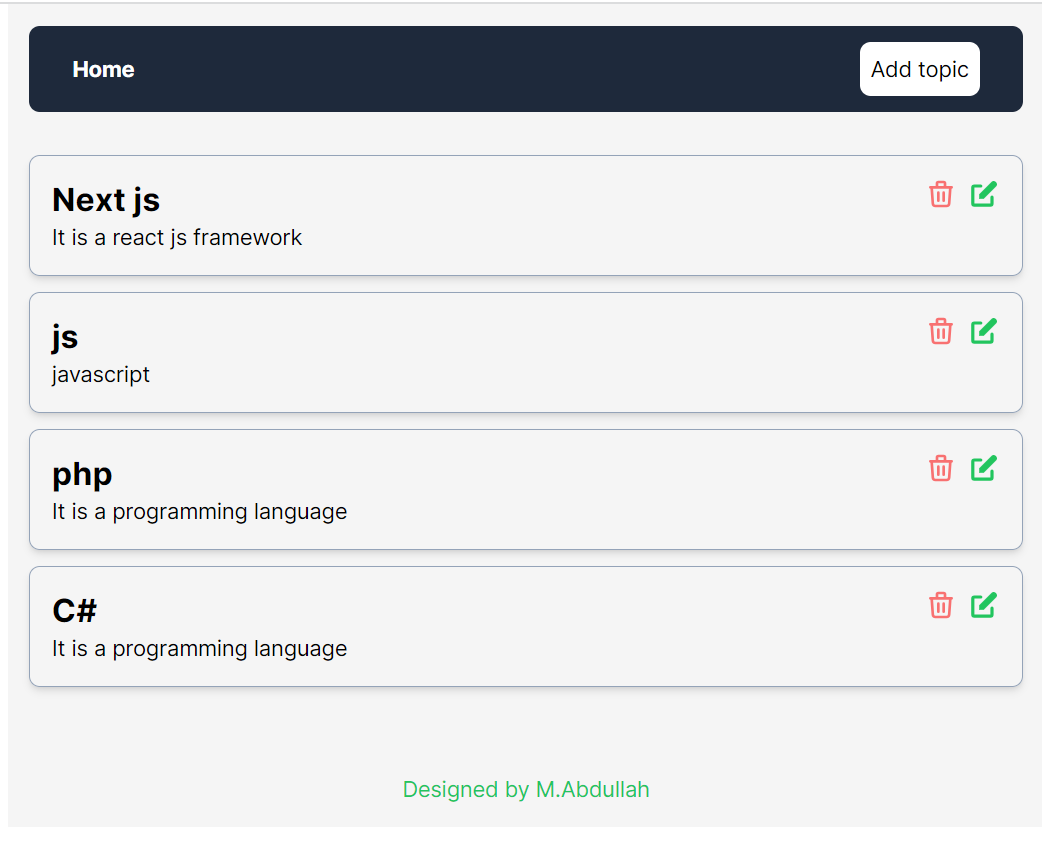 Home
Add topic
Next js
It is a react js framework
js
javascript
php
It is a programming language
C#
It is a programming language
Designed by M.Abdullah